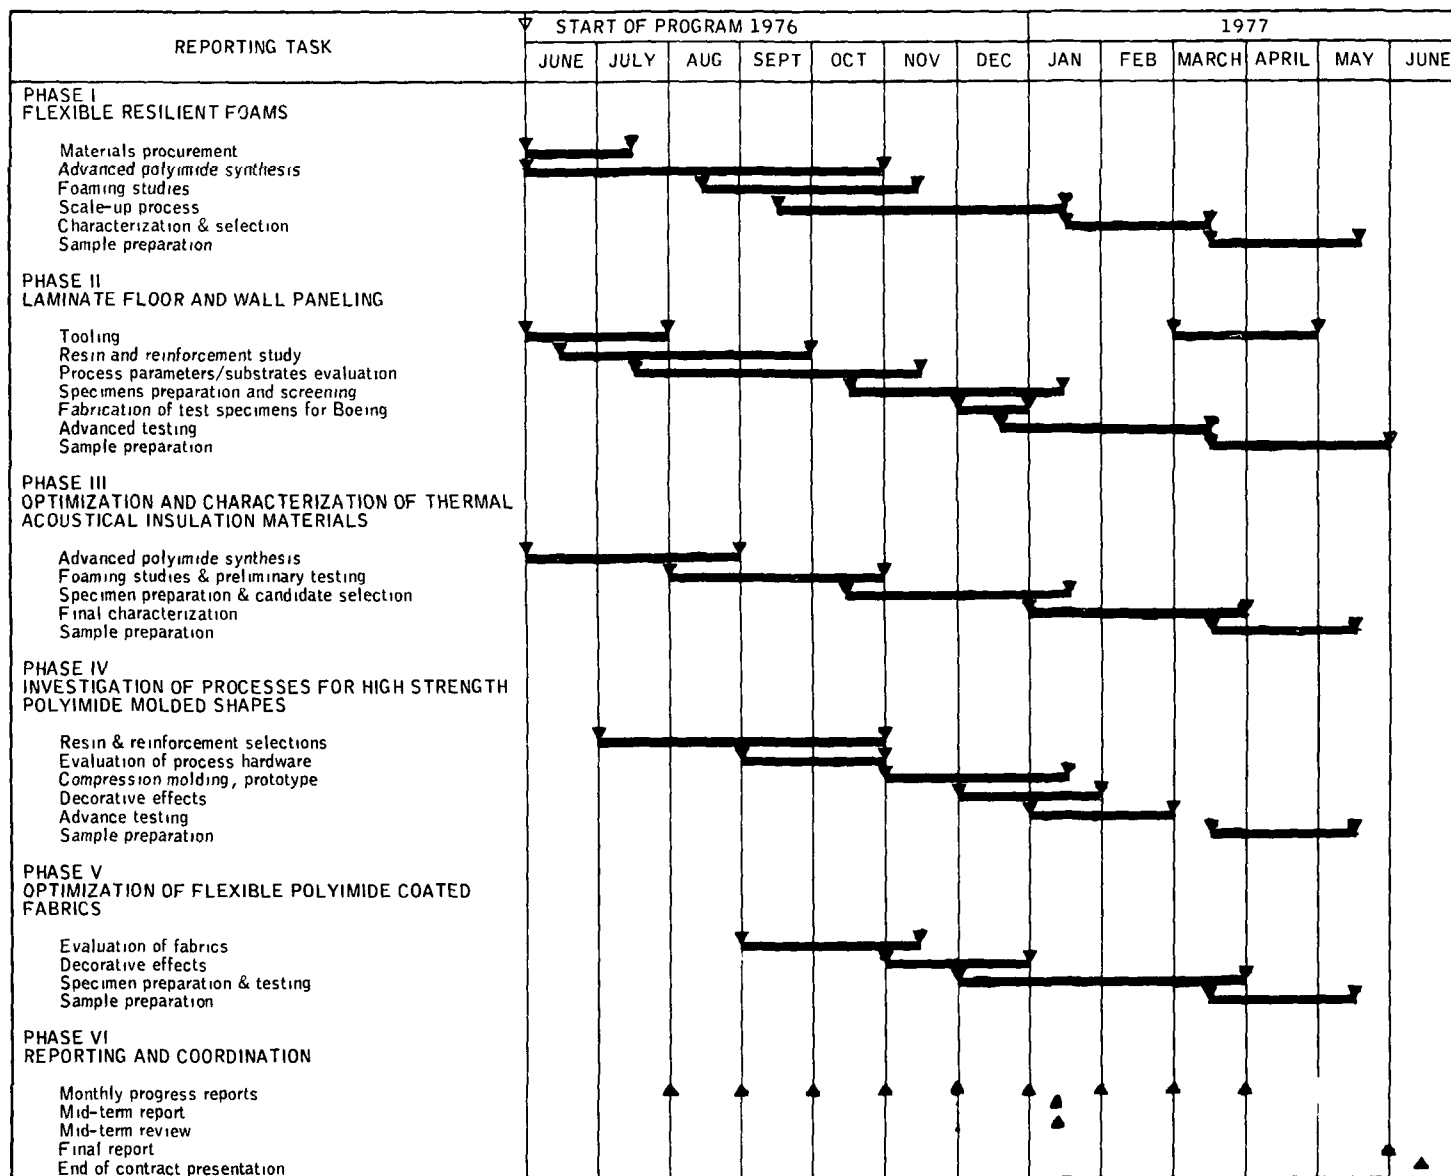 REPORTING TASK
START OF PROGRAM 1976
1977
JUNE JULY AUG SEPT OCT NOV DEC JAN FEB MARCH APRIL MAY JUNE
PHASE I
FLEXIBLE RESILIENT FOAMS
Materials procurement
Advanced polyimide synthesis
Foaming studies
Scale-up process
Characterization & selection
Sample preparation
PHASE II
LAMINATE FLOOR AND WALL PANELING
Tooling
Resin and reinforcement study
Process parameters/substrates evaluation
Specimens preparation and screening
Fabrication of test specimens for Boeing
Advanced testing
Sample preparation
PHASE III
OPTIMIZATION AND CHARACTERIZATION OF THERMAL
ACOUSTICAL INSULATION MATERIALS
Advanced polyimide synthesis
Foaming studies & preliminary testing
Specimen preparation & candidate selection
Final characterization
Sample preparation
PHASE IV
INVESTIGATION OF PROCESSES FOR HIGH STRENGTH
POLYIMIDE MOLDED SHAPES
Resin & reinforcement selections
Evaluation of process hardware
Compression molding, prototype
Decorative effects
Advance testing
Sample preparation
PHASE V
OPTIMIZATION OF FLEXIBLE POLYIMIDE COATED
FABRICS
Evaluation of fabrics
Decorative effects
Specimen preparation & testing
Sample preparation
PHASE VI
REPORTING AND COORDINATION
Monthly progress reports
Mid-term report
Mid-term review
Final report
End of contract presentation